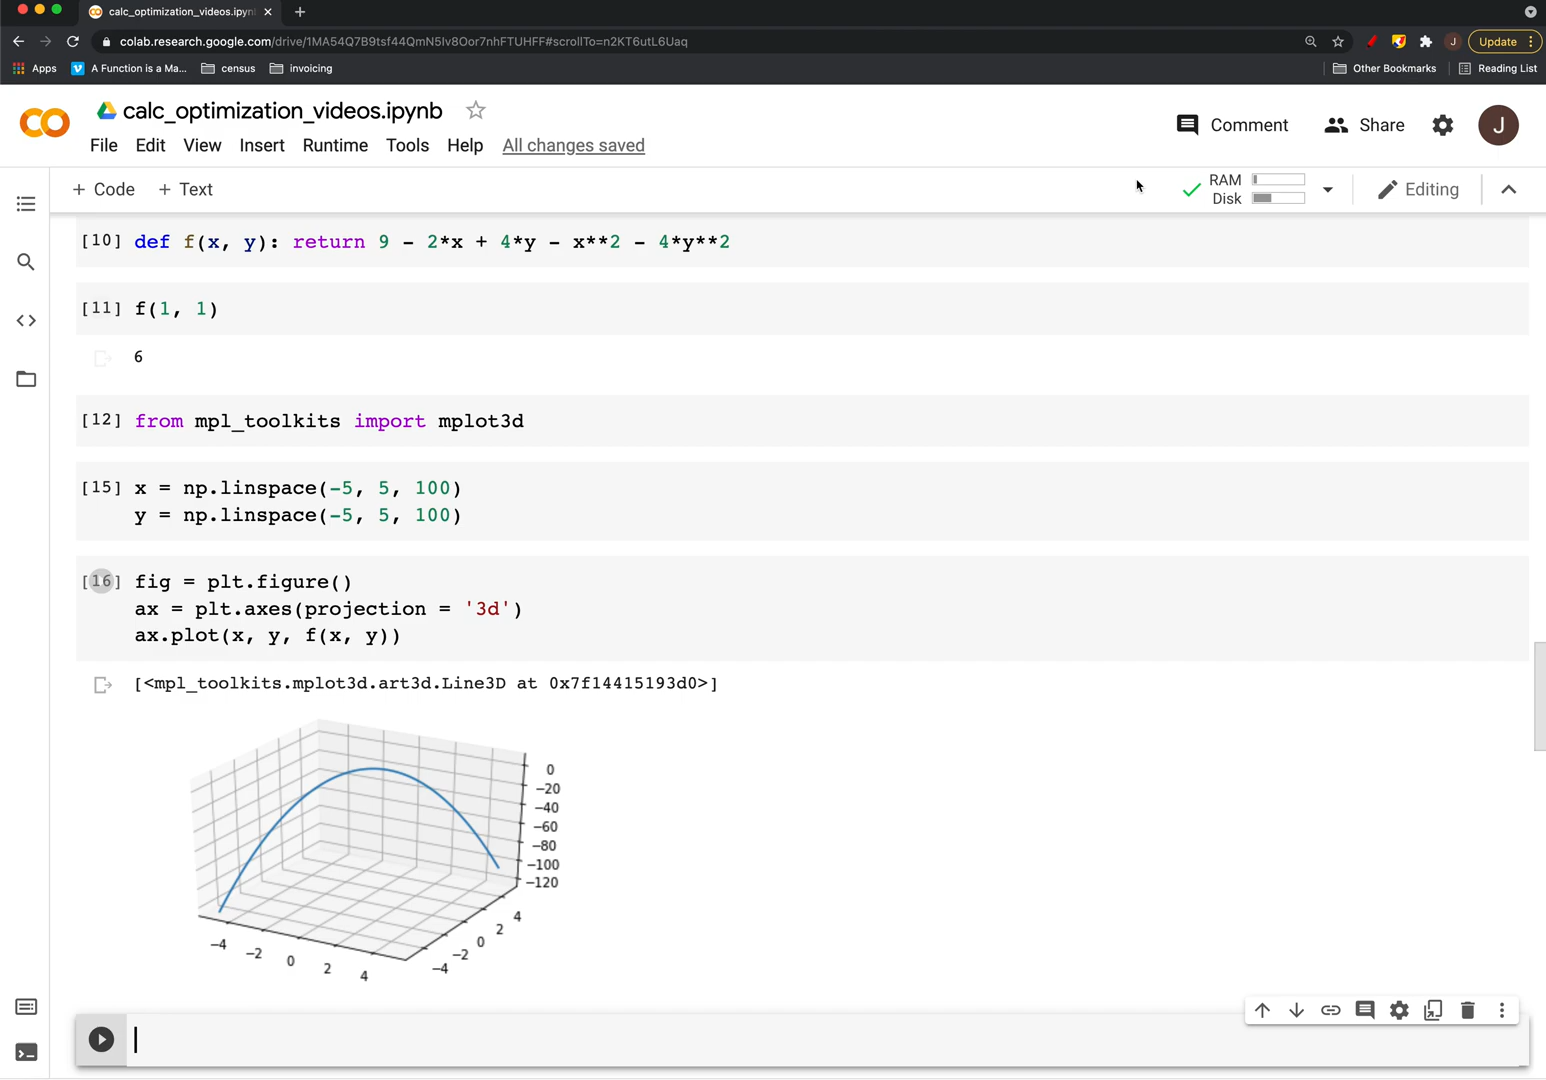 calc_optimization_videos.ipyn
colab.research.google.com/drive/1MA54Q7B9tsf44QmN5Iv8Oor7nhFTUHFF#scrollTo=n2KT6utL6Uaq
J
Update
Apps
A Function is a Ma...
census
invoicing
Other Bookmarks
Reading List
calc_optimization_videos.ipynb
Comment
Share
J
File Edit View Insert Runtime Tools Help All changes saved
+ Code + Text
RAM
Disk
Editing
[10] def f(x, y): return 9 - 2*x + 4*y - x**2 - 4*y**2
[11] f(1, 1)
6
[12] from mpl_toolkits import mplot3d
[15] x = np.linspace(-5, 5, 100)
y = np.linspace(-5, 5, 100)
[16] fig = plt.figure()
ax = plt.axes(projection = '3d')
ax.plot(x, y, f(x, y))
[<mpl_toolkits.mplot3d.art3d.Line3D at 0x7f14415193d0>]
0
−20
−40
−60
−80
−100
−120
−4 −2 0 2 4
−4 −2 0 2 4